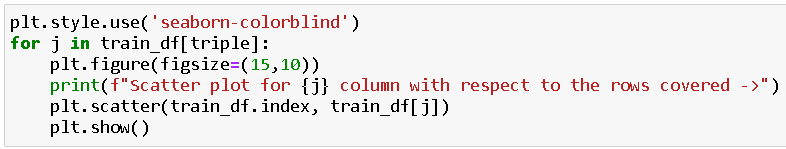 plt.style.use('seaborn-colorblind')
for j in train_df[triple]:
    plt.figure(figsize=(15,10))
    print(f"Scatter plot for {j} column with respect to the rows covered ->")
    plt.scatter(train_df.index, train_df[j])
    plt.show()